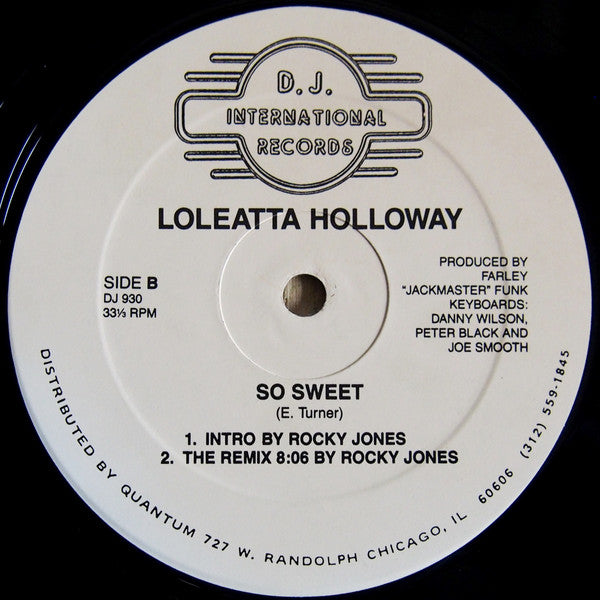 D.J.
INTERNATIONAL
RECORDS
LOLEATTA HOLLOWAY
SIDE B
DJ 930
33⅓ RPM
PRODUCED BY
FARLEY
"JACKMASTER" FUNK
KEYBOARDS:
DANNY WILSON,
PETER BLACK AND
JOE SMOOTH
SO SWEET
(E. Turner)
1. INTRO BY ROCKY JONES
2. THE REMIX 8:06 BY ROCKY JONES
DISTRIBUTED BY QUANTUM 727 W. RANDOLPH CHICAGO, IL 60606 (312) 559-1845